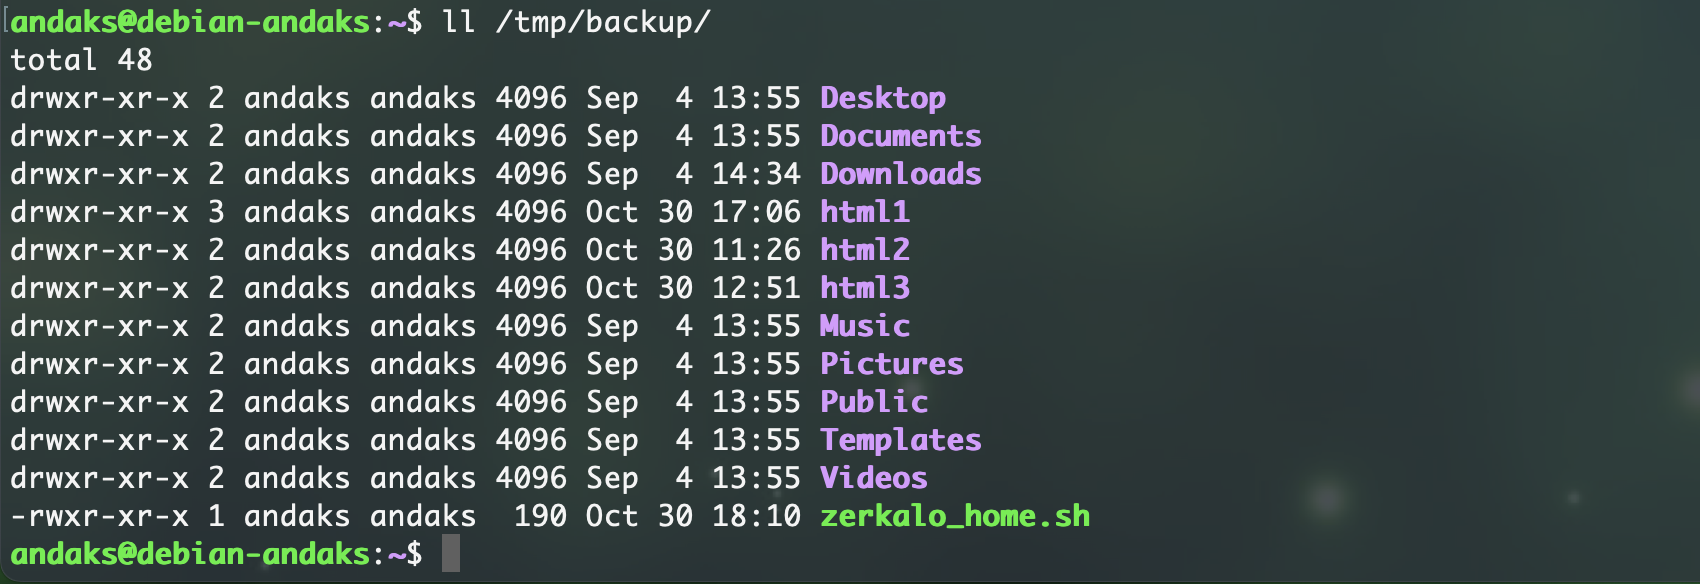 andaks@debian-andaks:~$ ll /tmp/backup/
total 48
drwxr-xr-x 2 andaks andaks 4096 Sep  4 13:55 Desktop
drwxr-xr-x 2 andaks andaks 4096 Sep  4 13:55 Documents
drwxr-xr-x 2 andaks andaks 4096 Sep  4 14:34 Downloads
drwxr-xr-x 3 andaks andaks 4096 Oct 30 17:06 html1
drwxr-xr-x 2 andaks andaks 4096 Oct 30 11:26 html2
drwxr-xr-x 2 andaks andaks 4096 Oct 30 12:51 html3
drwxr-xr-x 2 andaks andaks 4096 Sep  4 13:55 Music
drwxr-xr-x 2 andaks andaks 4096 Sep  4 13:55 Pictures
drwxr-xr-x 2 andaks andaks 4096 Sep  4 13:55 Public
drwxr-xr-x 2 andaks andaks 4096 Sep  4 13:55 Templates
drwxr-xr-x 2 andaks andaks 4096 Sep  4 13:55 Videos
-rwxr-xr-x 1 andaks andaks  190 Oct 30 18:10 zerkalo_home.sh
andaks@debian-andaks:~$